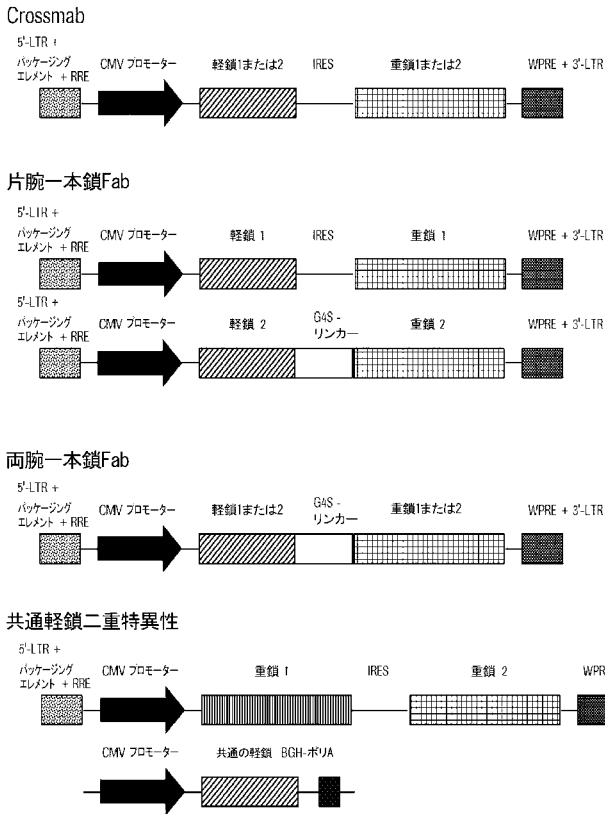 Crossmab
5'-LTR +
パッケージング
エレメント + RRE
CMV プロモーター
軽鎖1または2
IRES
重鎖1または2
WPRE + 3'-LTR
片腕一本鎖Fab
5'-LTR +
パッケージング
エレメント + RRE
CMV プロモーター
軽鎖 1
IRES
重鎖 1
WPRE + 3'-LTR
5'-LTR +
パッケージング
エレメント + RRE
CMV プロモーター
軽鎖 2
G4S -
リンカー
重鎖 2
WPRE + 3'-LTR
両腕一本鎖Fab
5'-LTR +
パッケージング
エレメント + RRE
CMV プロモーター
軽鎖1または2
G4S -
リンカー
重鎖1または2
WPRE + 3'-LTR
共通軽鎖二重特異性
5'-LTR +
パッケージング
エレメント + RRE
CMV プロモーター
重鎖 1
IRES
重鎖 2
WPR
CMV プロモーター
共通の軽鎖
BGH-ポリA